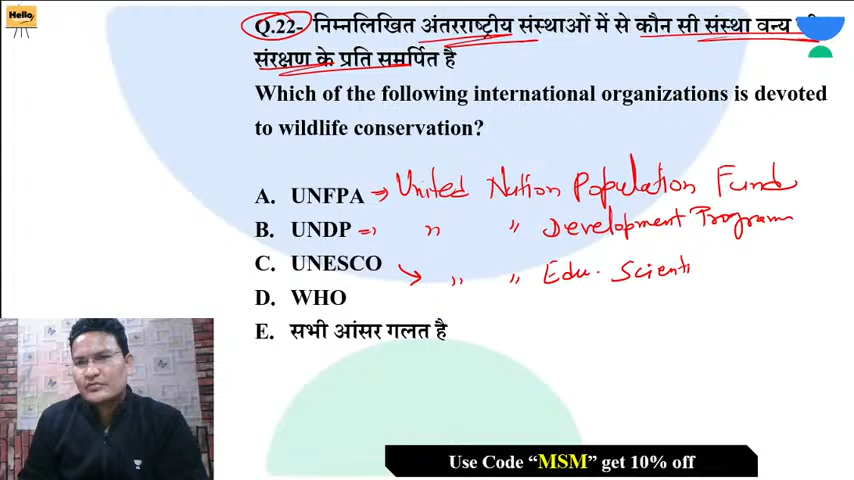 Hello
Q.22- निम्नलिखित अंतरराष्ट्रीय संस्थाओं में से कौन सी संस्था वन्य
संरक्षण के प्रति समर्पित है
Which of the following international organizations is devoted
to wildlife conservation?
A. UNFPA → United Nation Population Fund
B. UNDP ⇒ " " Development Programm
C. UNESCO → " " Edu. Scienti
D. WHO
E. सभी आंसर गलत है
Use Code “MSM” get 10% off